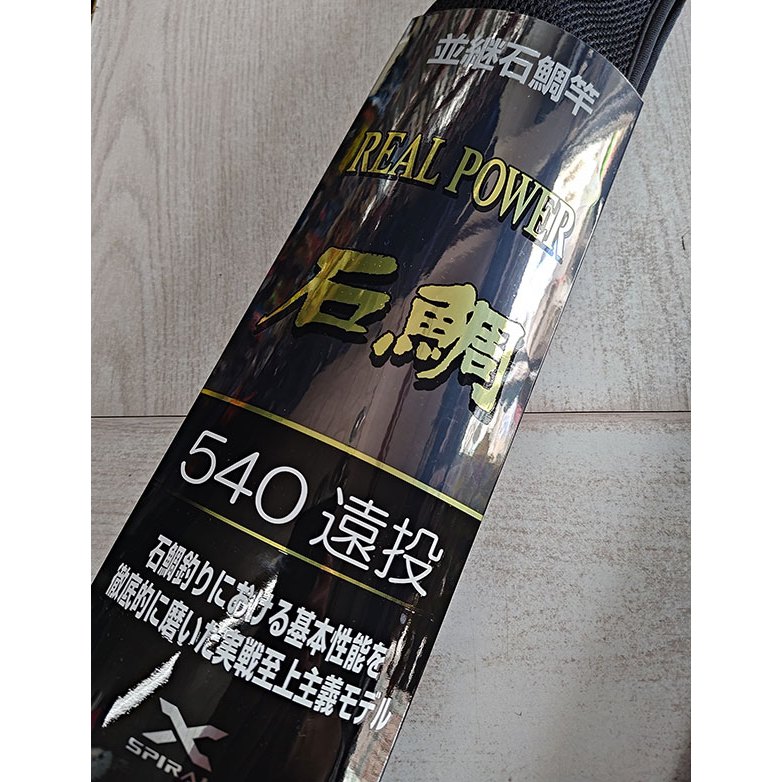 並継石鯛竿
REAL POWER
石鯛
540 遠投
石鯛釣りにおける基本性能を
徹底的に磨いた実戦至上主義モデル
X
SPIRAL